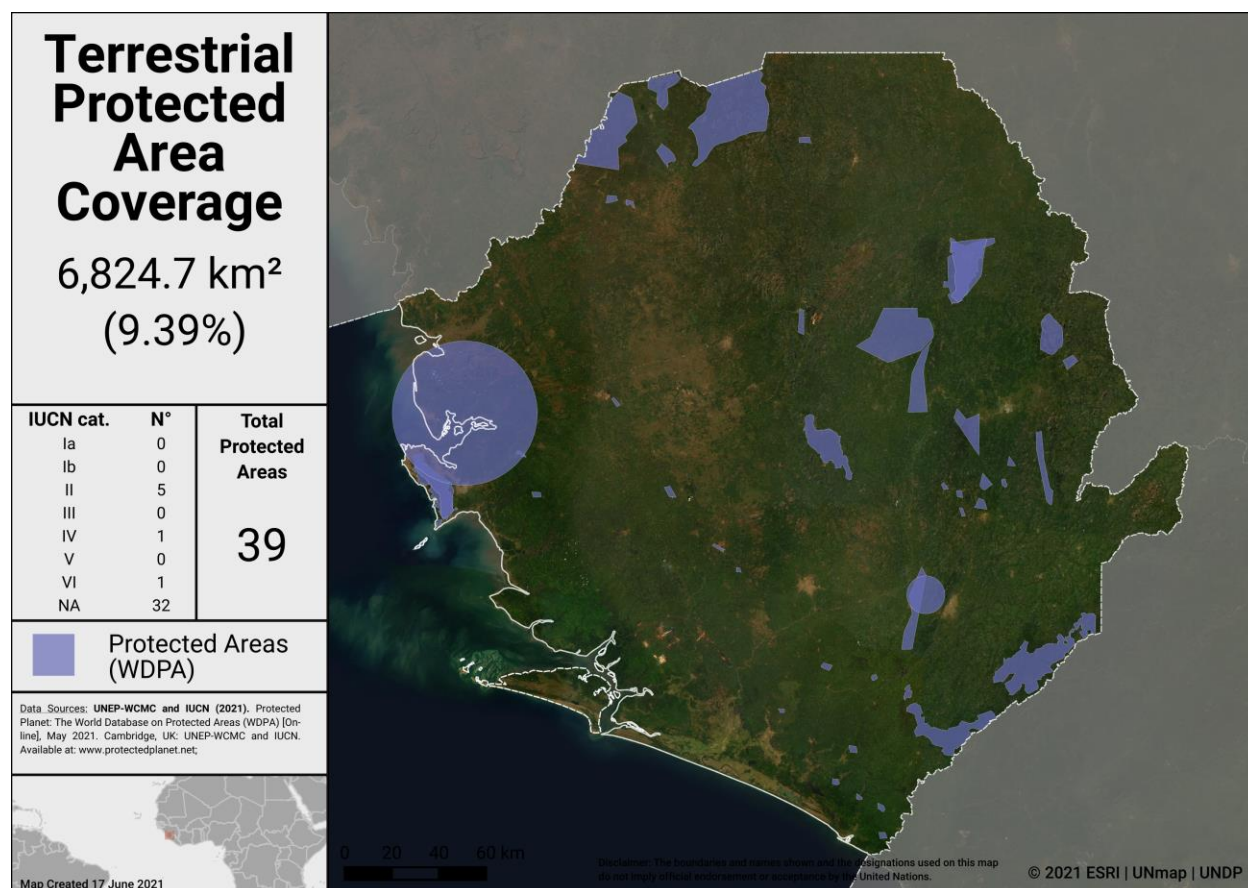 Terrestrial
Protected
Area
Coverage
6,824.7 km²
(9.39%)
IUCN cat. N°
Ia 0
Ib 0
II 5
III 0
IV 1
V 0
VI 1
NA 32
Total
Protected
Areas
39
Protected Areas
(WDPA)
Data Sources: UNEP-WCMC and IUCN (2021). Protected
Planet: The World Database on Protected Areas (WDPA) [On-
line], May 2021. Cambridge, UK: UNEP-WCMC and IUCN.
Available at: www.protectedplanet.net;
Map Created 17 June 2021
0 20 40 60 km
Disclaimer: The boundaries and names shown and the designations used on this map
do not imply official endorsement or acceptance by the United Nations.
© 2021 ESRI | UNmap | UNDP